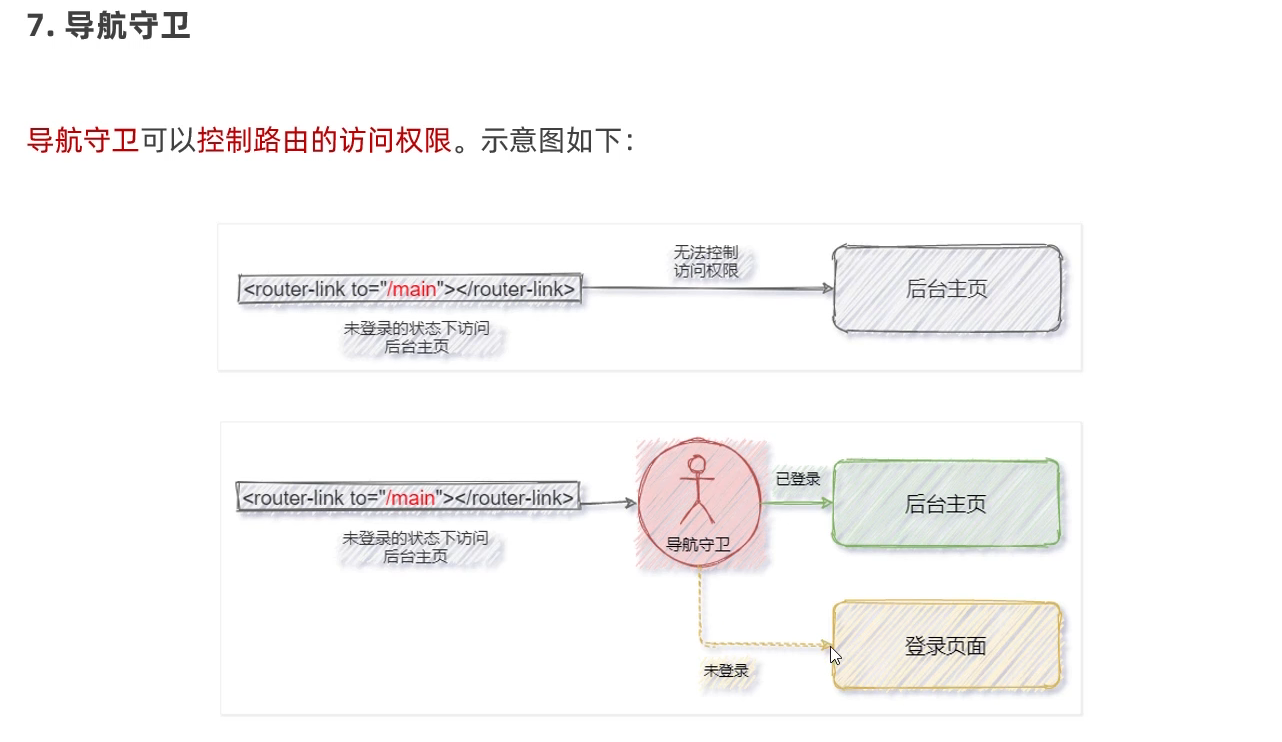 7. 导航守卫
导航守卫可以控制路由的访问权限。示意图如下：
无法控制
访问权限
<router-link to="/main"></router-link>
后台主页
未登录的状态下访问
后台主页
已登录
<router-link to="/main"></router-link>
后台主页
未登录的状态下访问
后台主页
导航守卫
登录页面
未登录